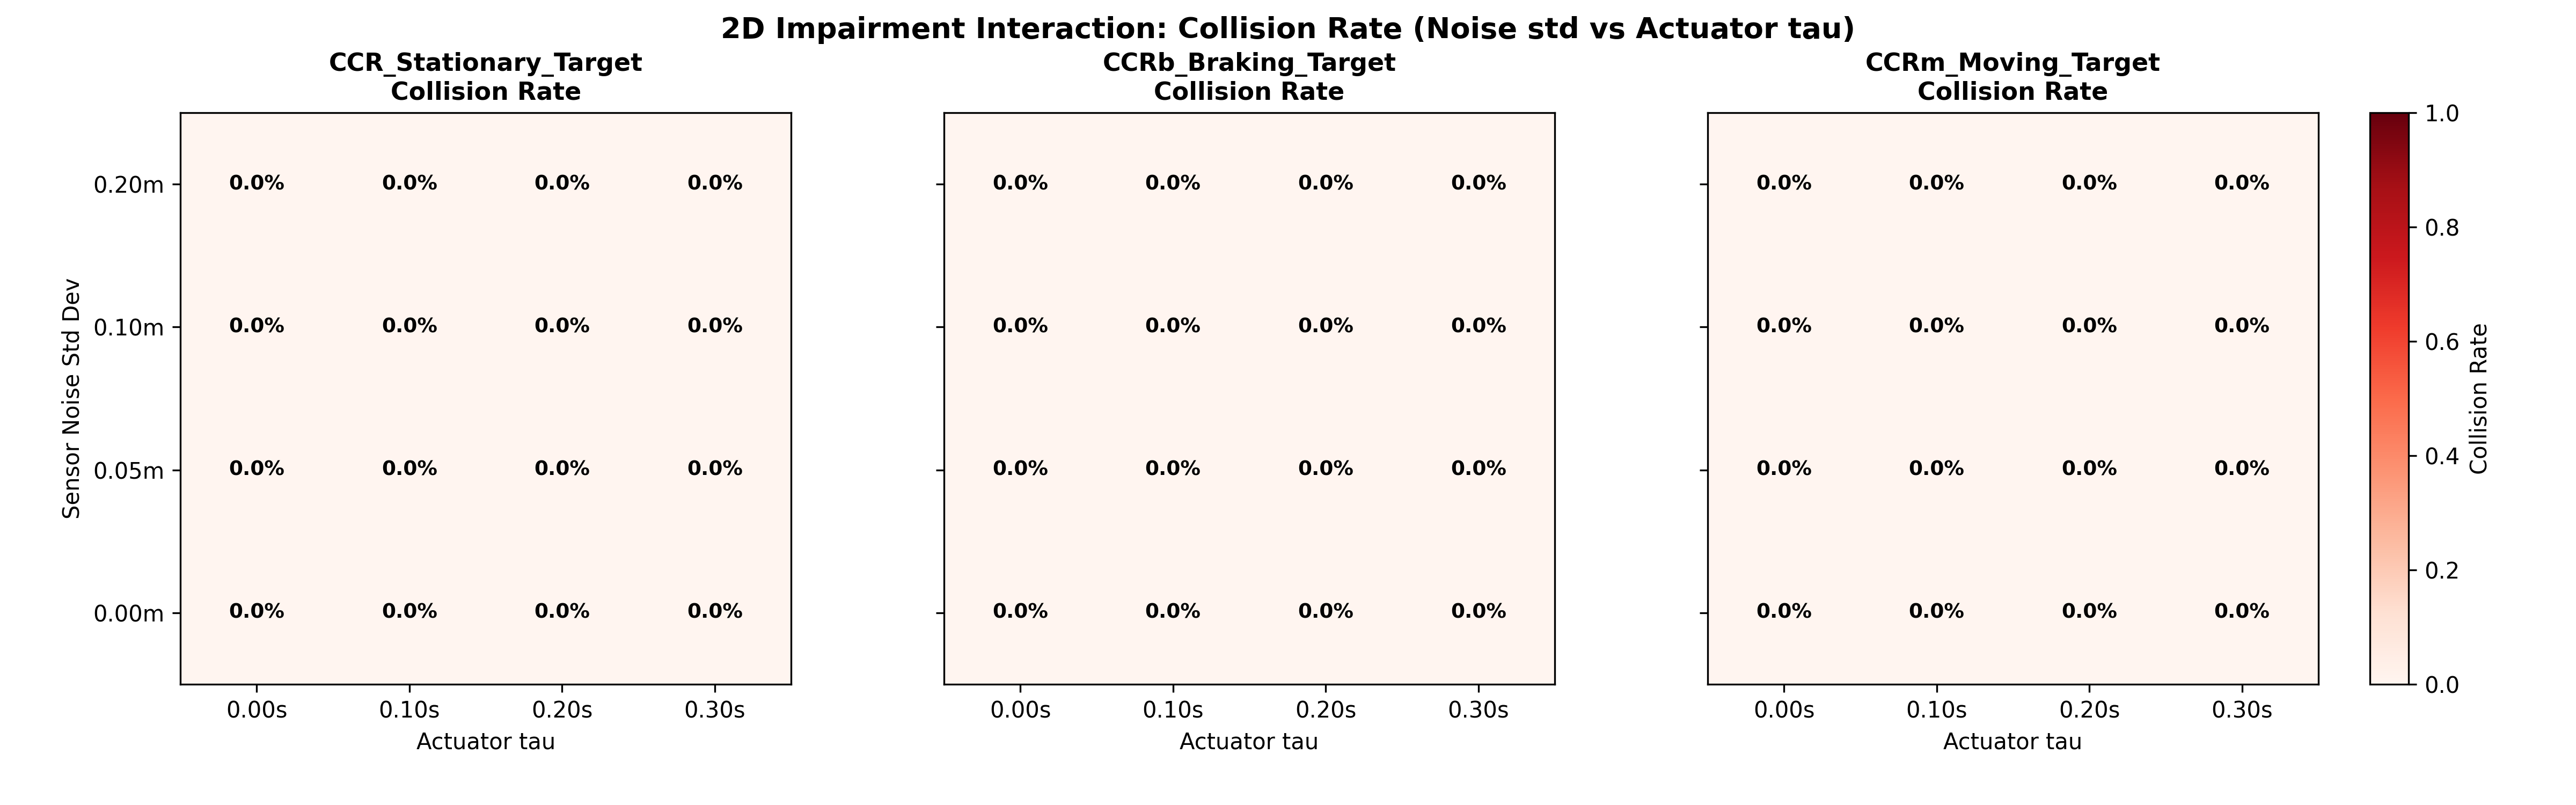 2D Impairment Interaction: Collision Rate (Noise std vs Actuator tau)
CCR_Stationary_Target
Collision Rate
Sensor Noise Std Dev
0.20m
0.0% 0.0% 0.0% 0.0%
0.10m
0.0% 0.0% 0.0% 0.0%
0.05m
0.0% 0.0% 0.0% 0.0%
0.00m
0.0% 0.0% 0.0% 0.0%
0.00s 0.10s 0.20s 0.30s
Actuator tau
CCRb_Braking_Target
Collision Rate
0.0% 0.0% 0.0% 0.0%
0.0% 0.0% 0.0% 0.0%
0.0% 0.0% 0.0% 0.0%
0.0% 0.0% 0.0% 0.0%
0.00s 0.10s 0.20s 0.30s
Actuator tau
CCRm_Moving_Target
Collision Rate
0.0% 0.0% 0.0% 0.0%
0.0% 0.0% 0.0% 0.0%
0.0% 0.0% 0.0% 0.0%
0.0% 0.0% 0.0% 0.0%
0.00s 0.10s 0.20s 0.30s
Actuator tau
1.0
0.8
0.6
0.4
0.2
0.0
Collision Rate